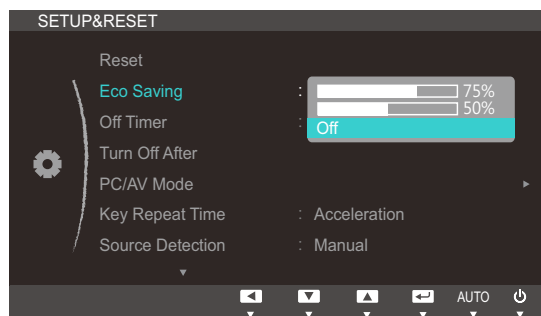 SETUP&RESET
Reset
Eco Saving : 75%
50%
Off Timer : Off
Turn Off After
PC/AV Mode
Key Repeat Time : Acceleration
Source Detection : Manual
AUTO